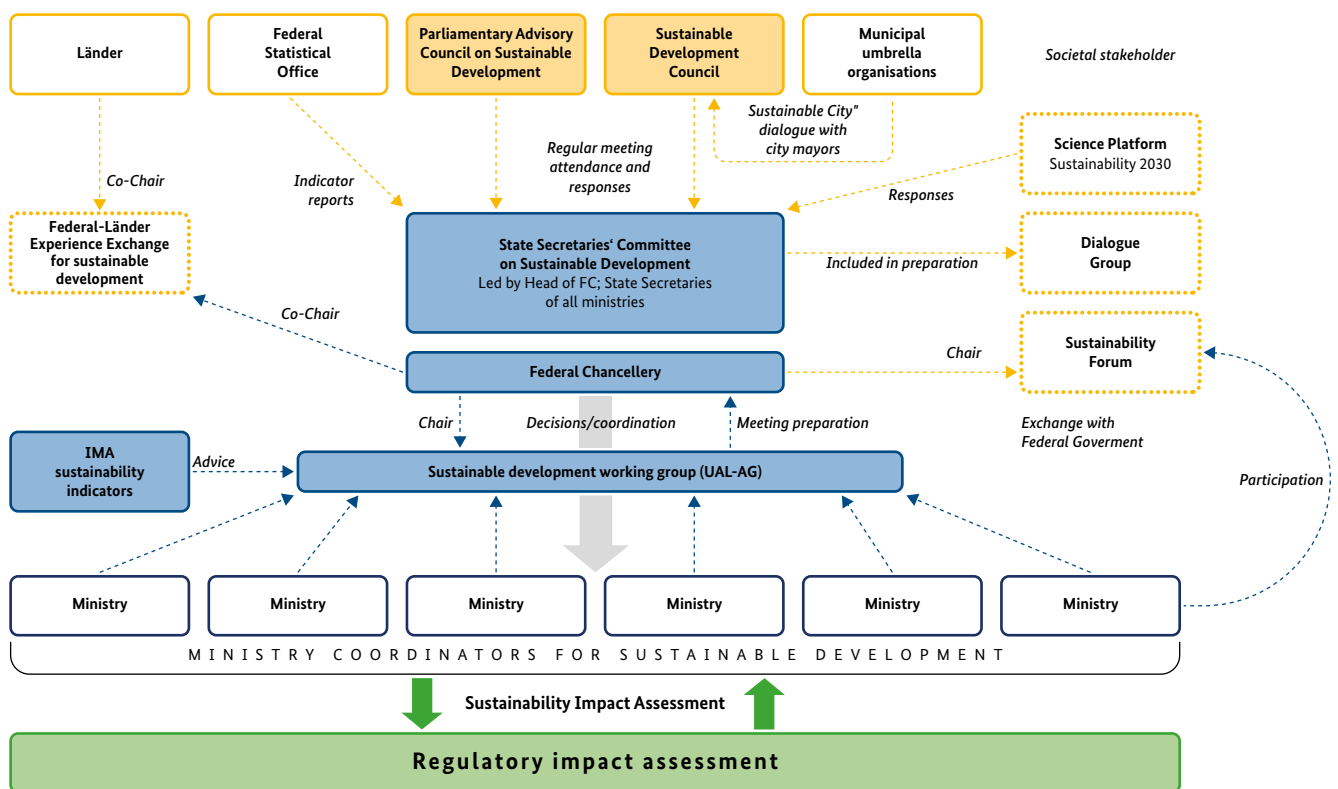 Länder
Federal
Statistical
Office
Parliamentary Advisory
Council on Sustainable
Development
Sustainable
Development
Council
Municipal
umbrella
organisations
Societal stakeholder
Sustainable City"
dialogue with
city mayors
Science Platform
Sustainability 2030
Regular meeting
attendance and
responses
Co-Chair
Indicator
reports
Responses
Federal-Länder
Experience Exchange
for sustainable
development
State Secretaries‘ Committee
on Sustainable Development
Led by Head of FC; State Secretaries
of all ministries
Included in preparation
Dialogue
Group
Co-Chair
Federal Chancellery
Chair
Sustainability
Forum
Chair
Decisions/coordination
Meeting preparation
Exchange with
Federal Goverment
IMA
sustainability
indicators
Advice
Sustainable development working group (UAL-AG)
Participation
Ministry
Ministry
Ministry
Ministry
Ministry
Ministry
MINISTRY COORDINATORS FOR SUSTAINABLE DEVELOPMENT
Sustainability Impact Assessment
Regulatory impact assessment